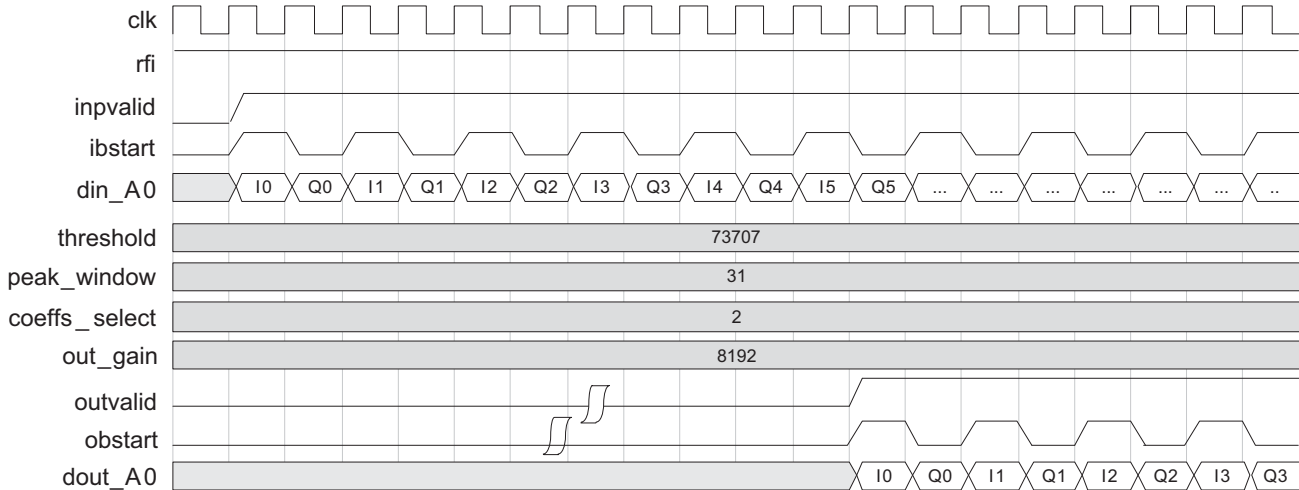 clk
rfi
inpvalid
ibstart
din_A0 I0 Q0 I1 Q1 I2 Q2 I3 Q3 I4 Q4 I5 Q5 ... ... ... ... ... ... ..
threshold 73707
peak_window 31
coeffs_select 2
out_gain 8192
outvalid
obstart
dout_A0 I0 Q0 I1 Q1 I2 Q2 I3 Q3